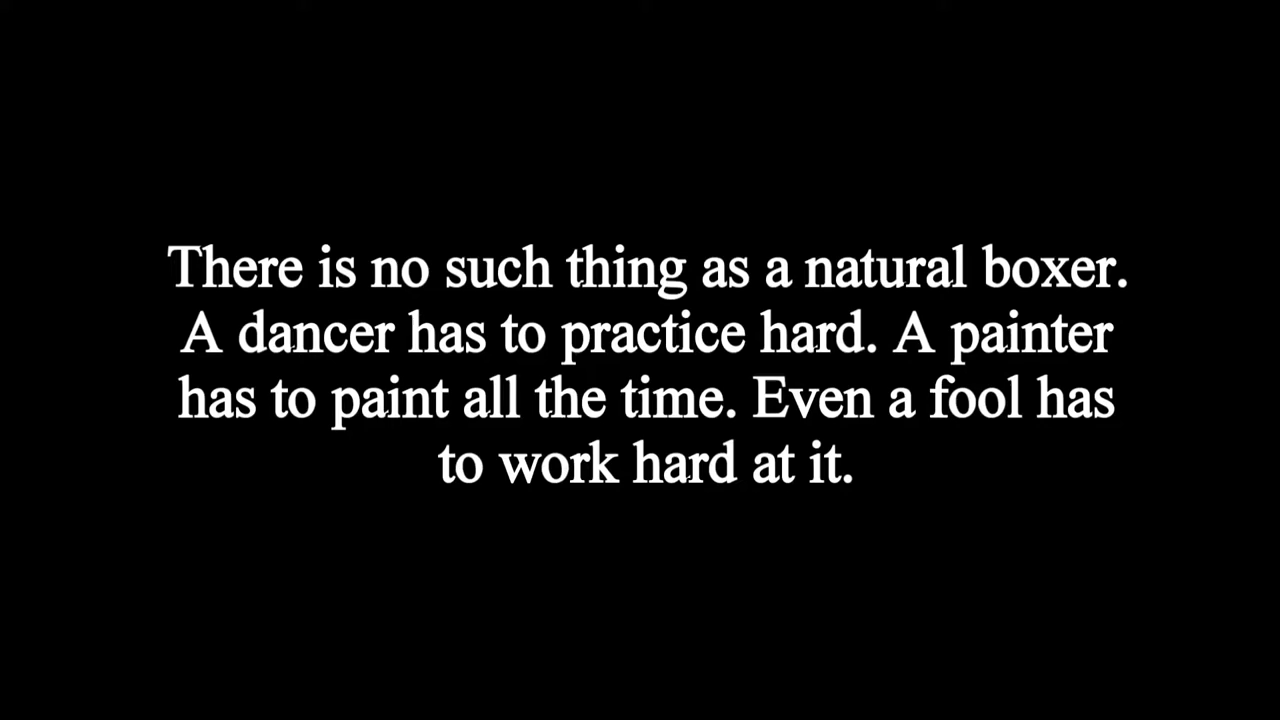 There is no such thing as a natural boxer.
A dancer has to practice hard. A painter
has to paint all the time. Even a fool has
to work hard at it.